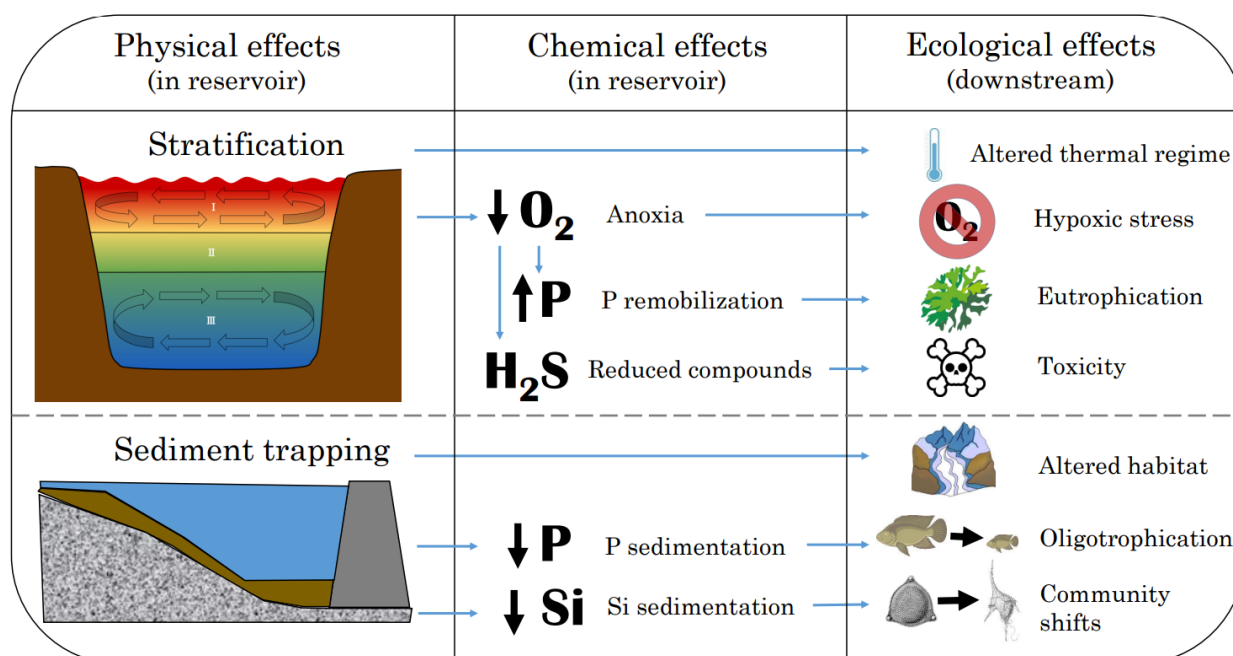 Physical effects
(in reservoir)
Chemical effects
(in reservoir)
Ecological effects
(downstream)
Stratification
I
II
III
↓ O₂ Anoxia
↑ P P remobilization
H₂S Reduced compounds
Altered thermal regime
O₂ Hypoxic stress
Eutrophication
Toxicity
Sediment trapping
↓ P P sedimentation
↓ Si Si sedimentation
Altered habitat
Oligotrophication
Community
shifts